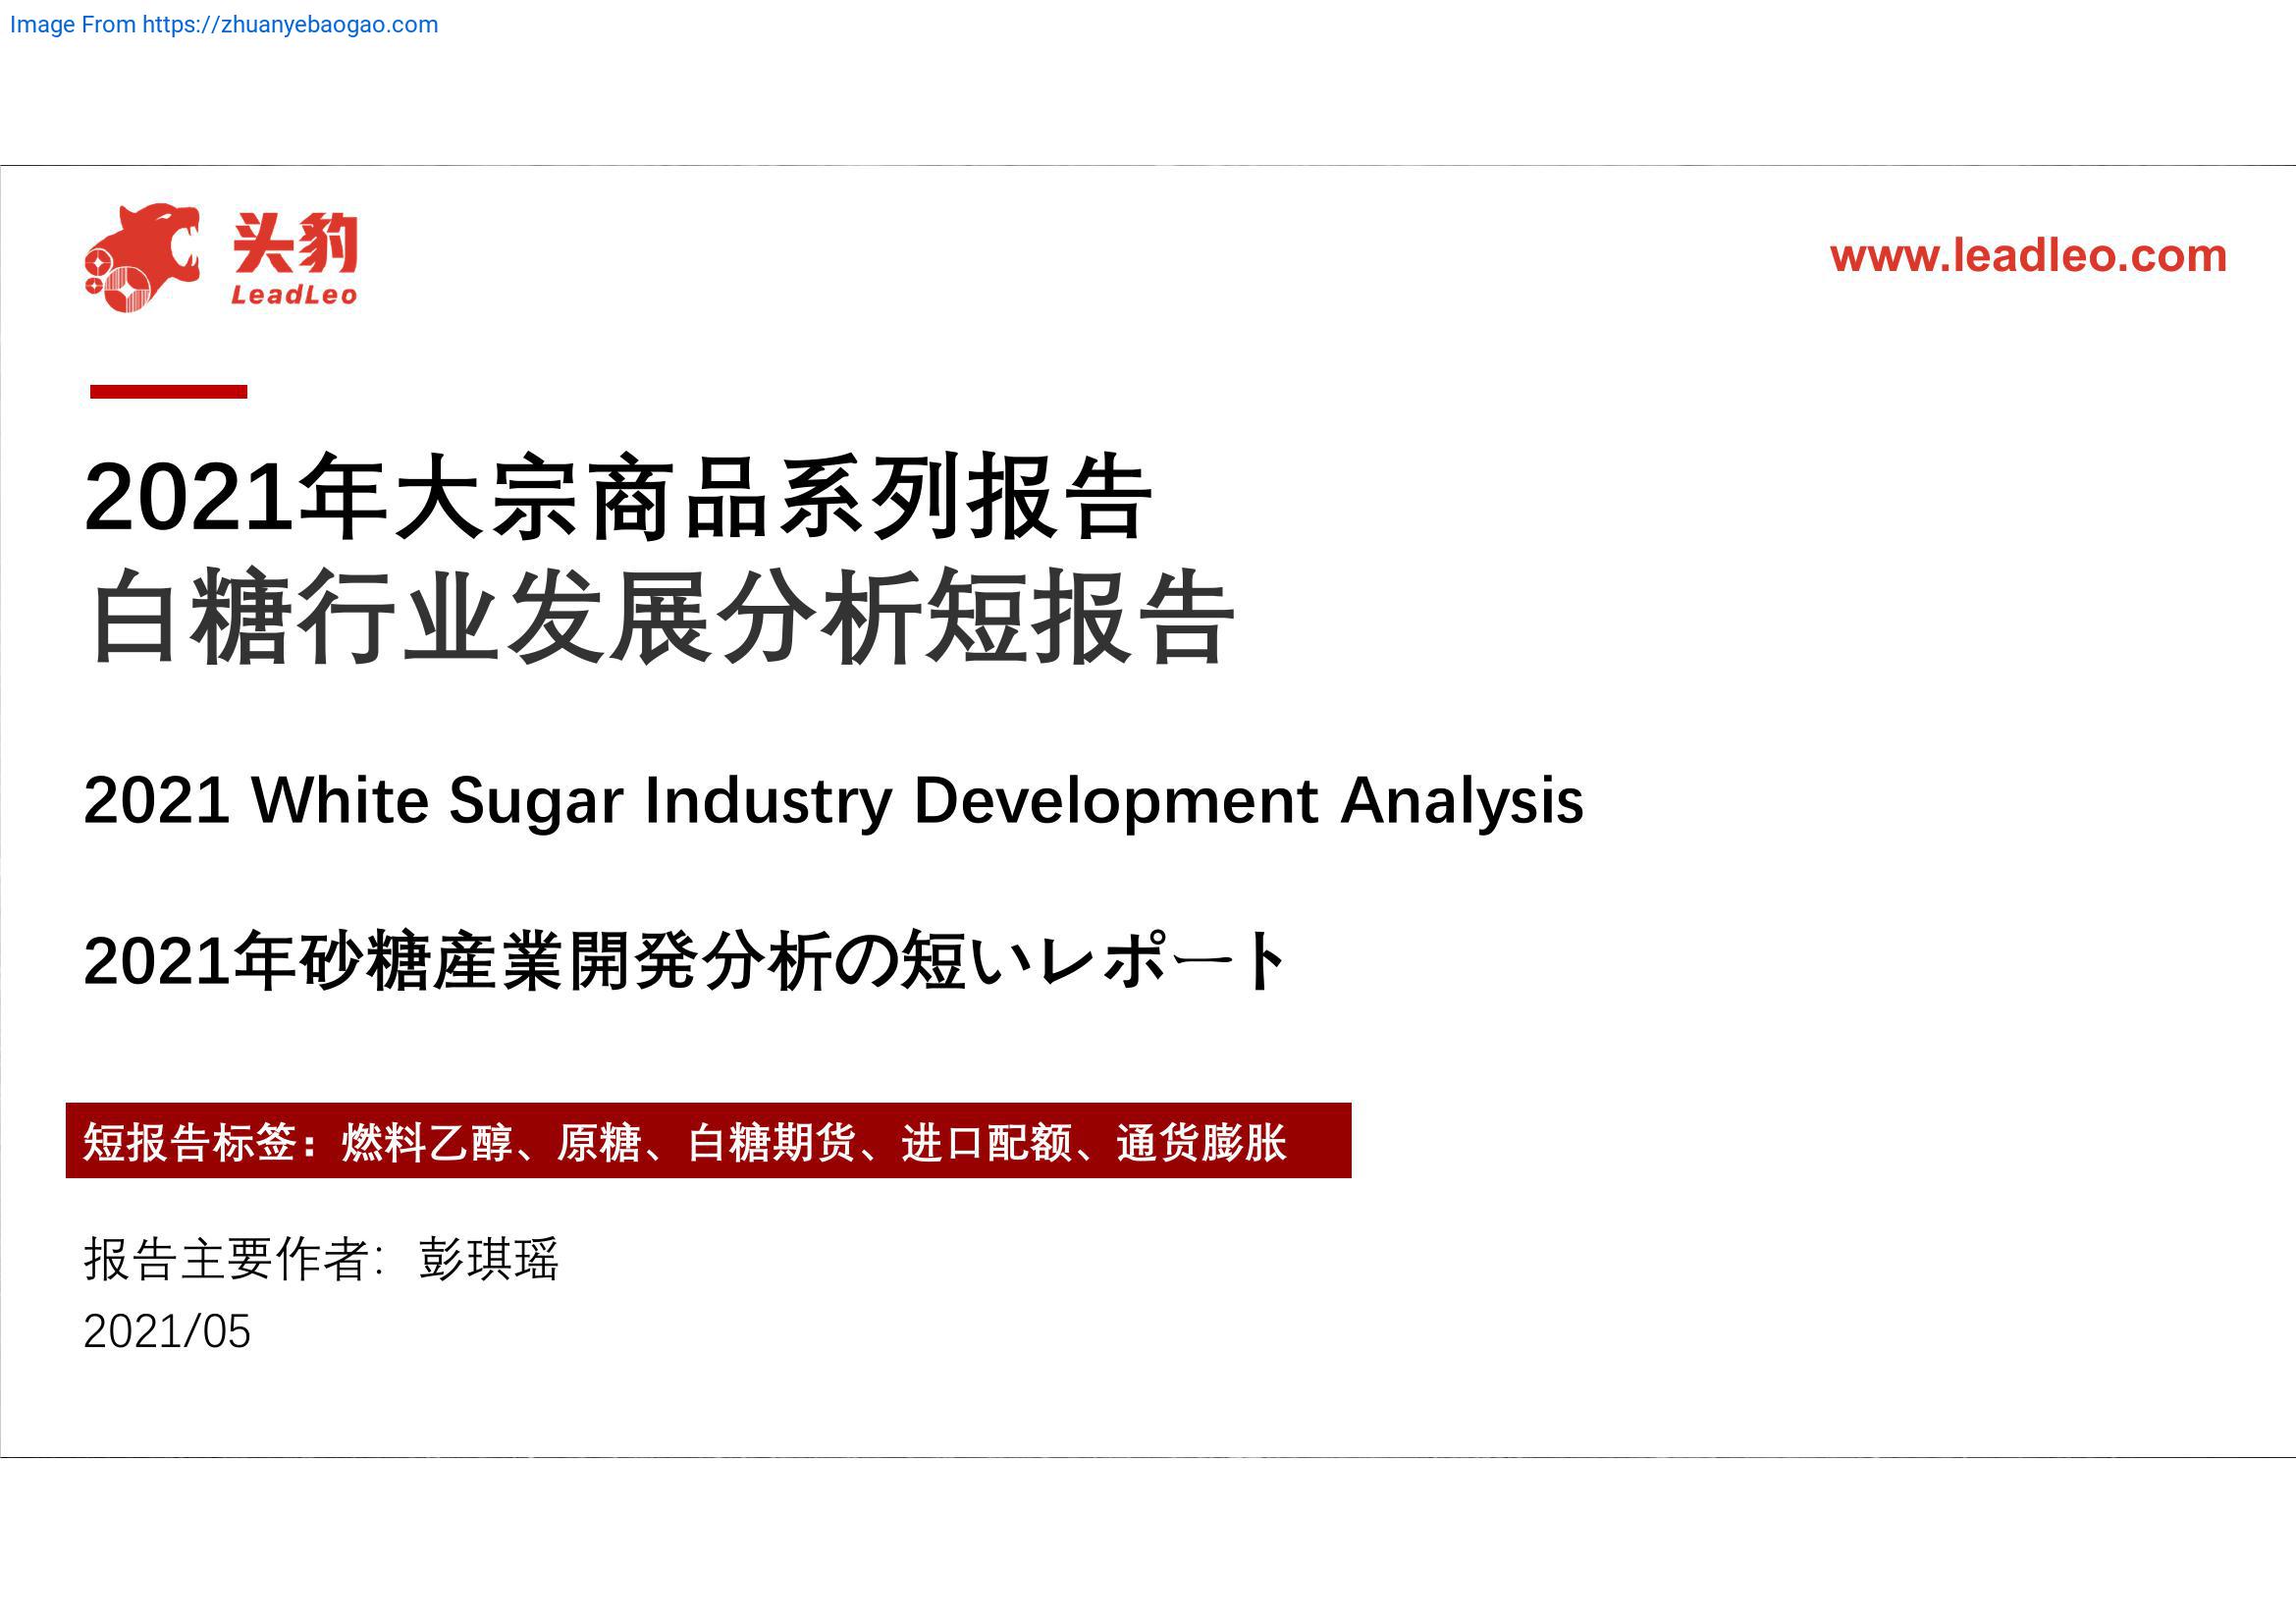 Image From https://zhuanyebaogao.com
头豹
LeadLeo
www.leadleo.com
2021年大宗商品系列报告
白糖行业发展分析短报告
2021 White Sugar Industry Development Analysis
2021年砂糖産業開発分析の短いレポート
短报告标签：燃料乙醇、原糖、白糖期货、进口配额、通货膨胀
报告主要作者：彭琪瑶
2021/05